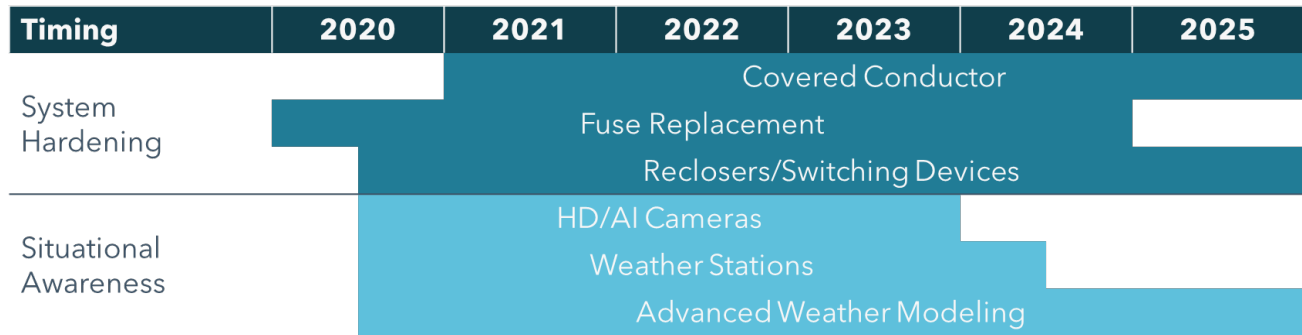 Timing 2020 2021 2022 2023 2024 2025
System
Hardening
Covered Conductor
Fuse Replacement
Reclosers/Switching Devices
Situational
Awareness
HD/AI Cameras
Weather Stations
Advanced Weather Modeling